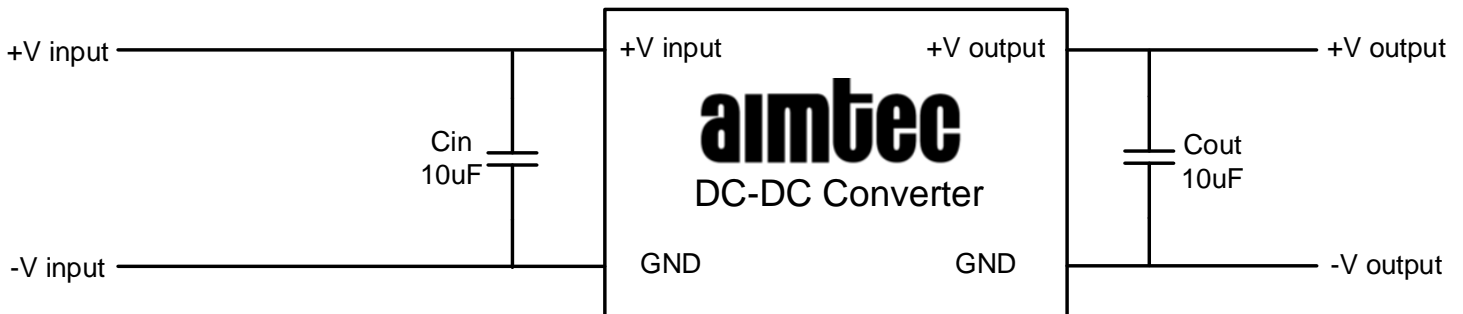 +V input
+V input
+V output
+V output
aimtec
DC-DC Converter
Cin
10uF
Cout
10uF
-V input
GND
GND
-V output